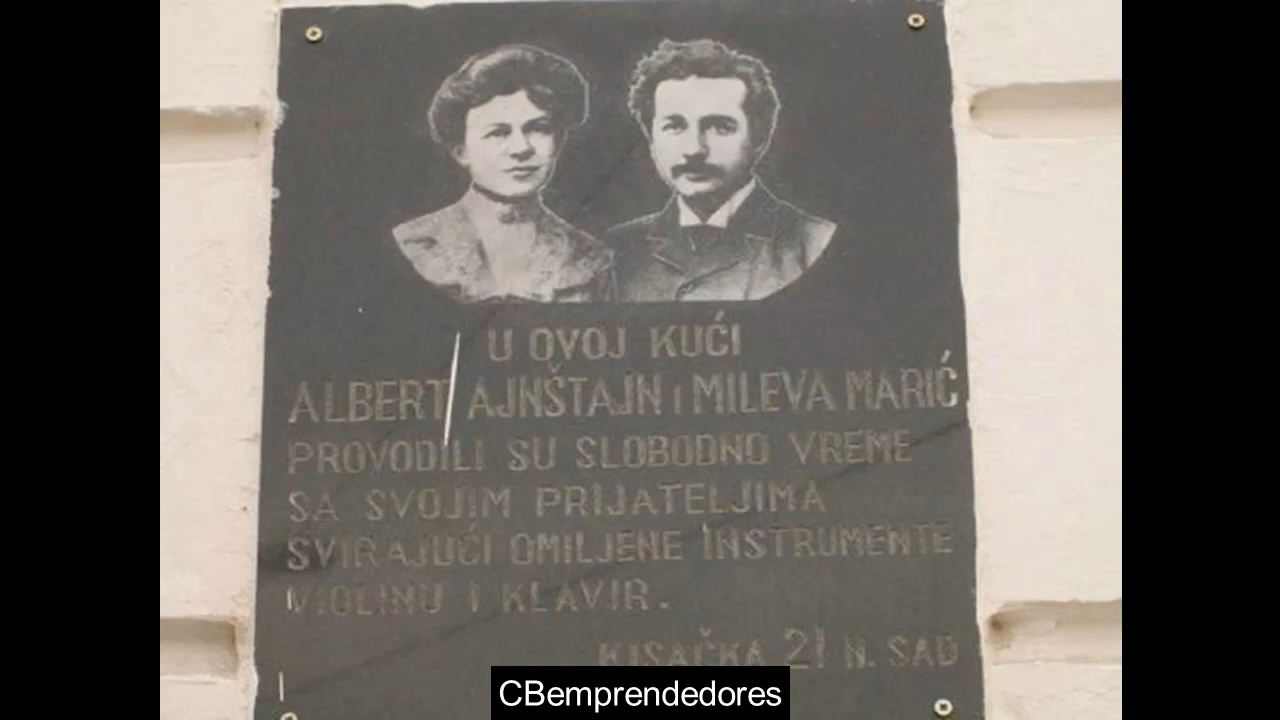 U OVOJ KUĆI
ALBERT AJNŠTAJN i MILEVA MARIĆ
PROVODILI SU SLOBODNO VREME
SA SVOJIM PRIJATELJIMA
SVIRAJUĆI OMILJENE INSTRUMENTE
VIOLINU I KLAVIR.
KISAČKA 21 N. SAD
CBemprendedores